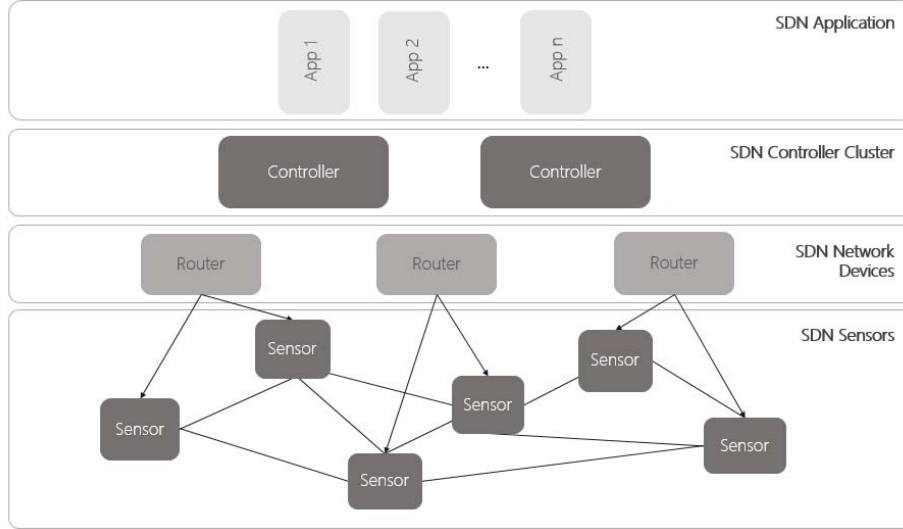 SDN Application
App 1
App 2
...
App n
SDN Controller Cluster
Controller
Controller
SDN Network
Devices
Router
Router
Router
SDN Sensors
Sensor
Sensor
Sensor
Sensor
Sensor
Sensor